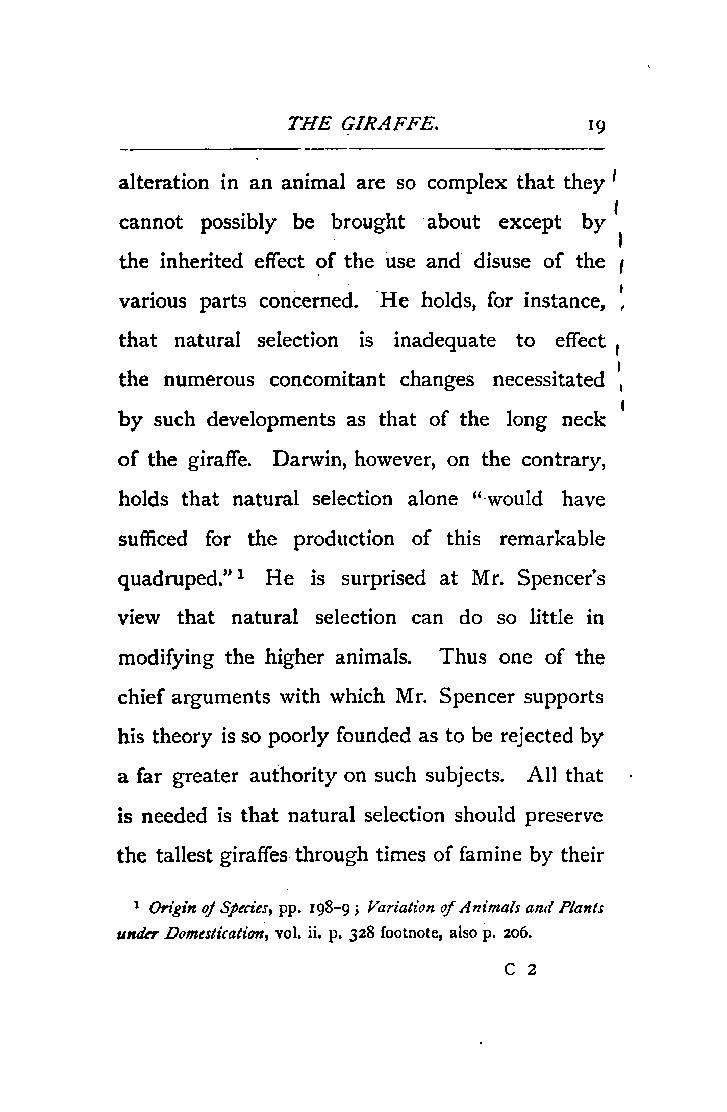 THE GIRAFFE. 19
alteration in an animal are so complex that they
cannot possibly be brought about except by
the inherited effect of the use and disuse of the
various parts concerned. He holds, for instance,
that natural selection is inadequate to effect
the numerous concomitant changes necessitated
by such developments as that of the long neck
of the giraffe. Darwin, however, on the contrary,
holds that natural selection alone “would have
sufficed for the production of this remarkable
quadruped.”¹ He is surprised at Mr. Spencer’s
view that natural selection can do so little in
modifying the higher animals. Thus one of the
chief arguments with which Mr. Spencer supports
his theory is so poorly founded as to be rejected by
a far greater authority on such subjects. All that
is needed is that natural selection should preserve
the tallest giraffes through times of famine by their
¹ Origin of Species, pp. 198-9; Variation of Animals and Plants
under Domestication, vol. ii. p. 328 footnote, also p. 206.
C 2